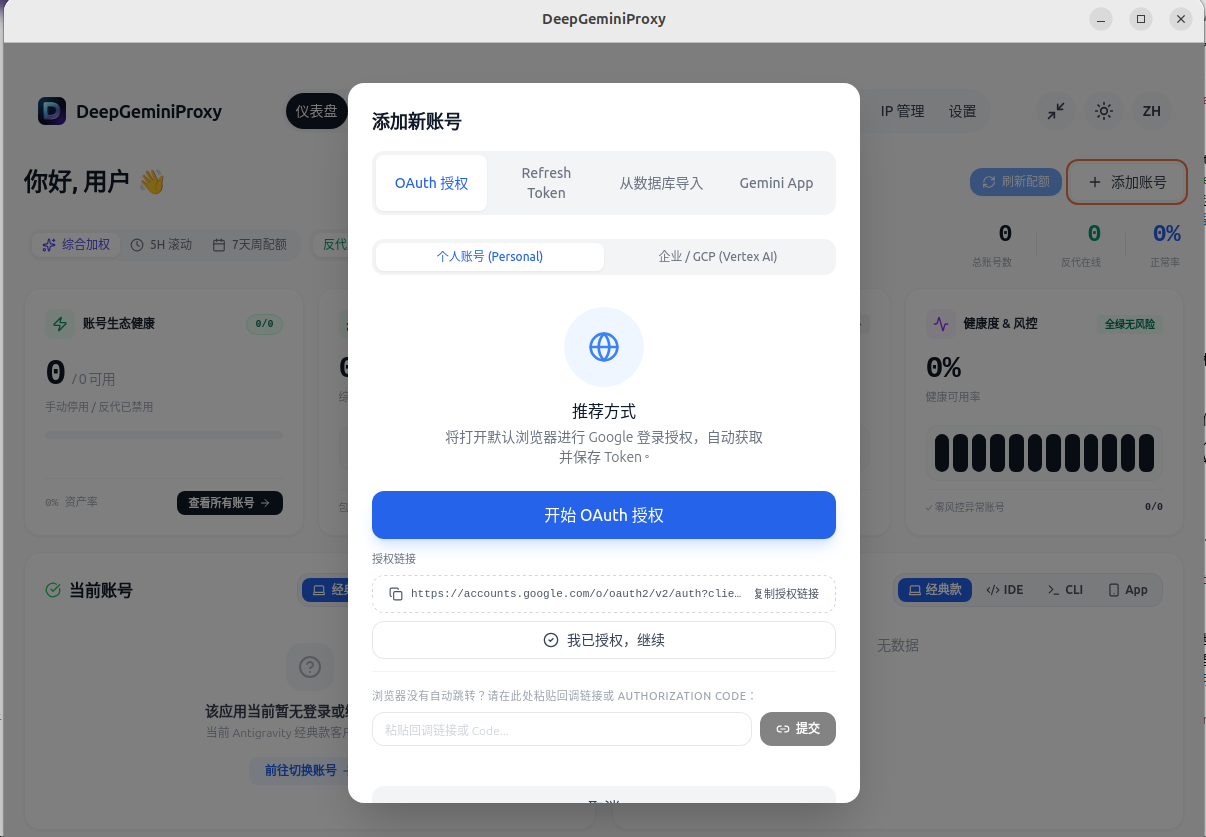 DeepGeminiProxy
DeepGeminiProxy
仪表盘
IP 管理
设置
ZH
你好, 用户 👋
刷新配额
添加账号
综合加权
5H 滚动
7天周配额
反代
0
总账号数
0
反代在线
0%
正常率
账号生态健康
0/0
0 / 0 可用
手动停用 / 反代已禁用
0% 资产率
查看所有账号 →
健康度 & 风控
全绿无风险
0%
健康可用率
✓ 零风控异常账号
0/0
当前账号
该应用当前暂无登录或
当前 Antigravity 经典款客户
前往切换账号
经典款
IDE
CLI
App
无数据
添加新账号
OAuth 授权
Refresh
Token
从数据库导入
Gemini App
个人账号 (Personal)
企业 / GCP (Vertex AI)
推荐方式
将打开默认浏览器进行 Google 登录授权，自动获取
并保存 Token。
开始 OAuth 授权
授权链接
https://accounts.google.com/o/oauth2/v2/auth?clie…
复制授权链接
我已授权，继续
浏览器没有自动跳转？请在此处粘贴回调链接或 AUTHORIZATION CODE：
粘贴回调链接或 Code...
提交